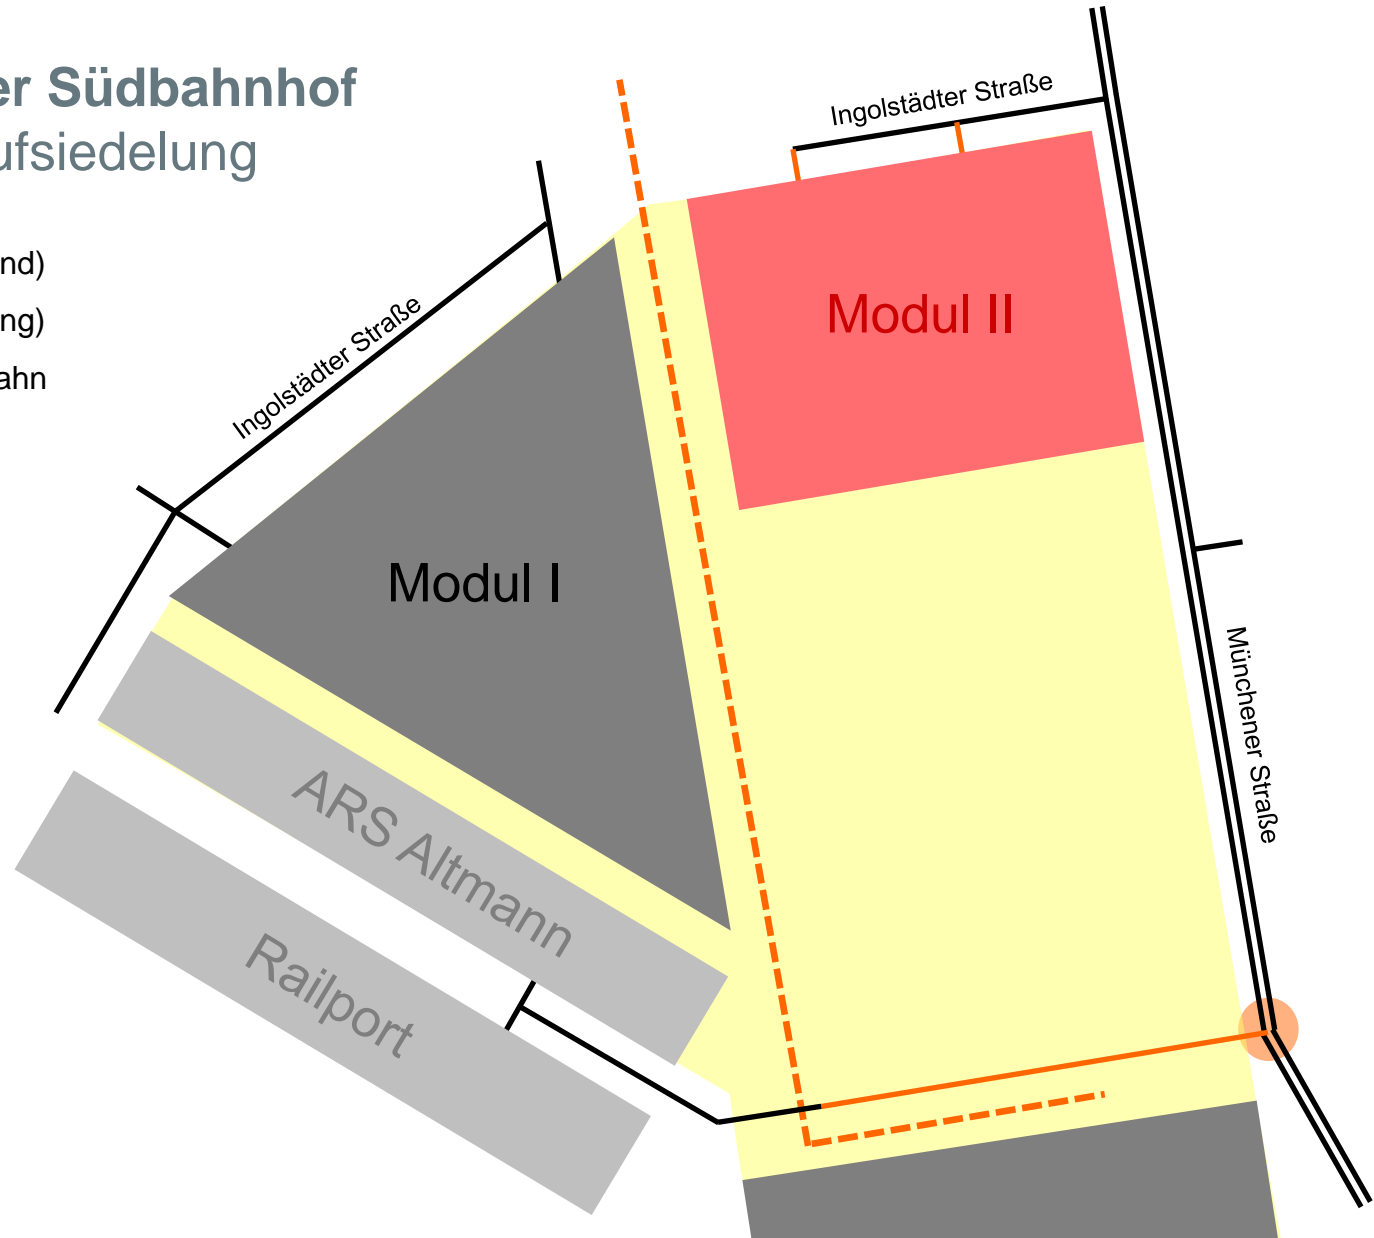 er Südbahnhof
ufsiedelung
nd)
ng)
ahn
Ingolstädter Straße
Ingolstädter Straße
Modul II
Modul I
Münchener Straße
ARS Altmann
Railport